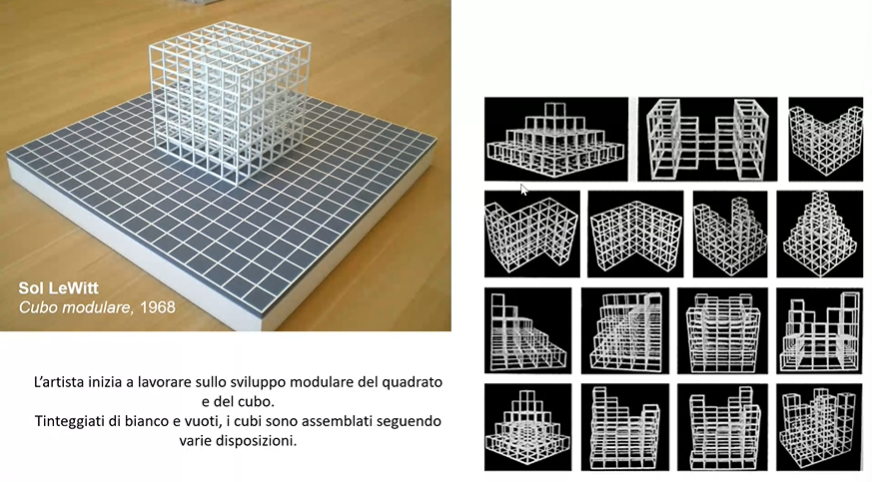 Sol LeWitt
Cubo modulare, 1968
L’artista inizia a lavorare sullo sviluppo modulare del quadrato
e del cubo.
Tinteggiati di bianco e vuoti, i cubi sono assemblati seguendo
varie disposizioni.